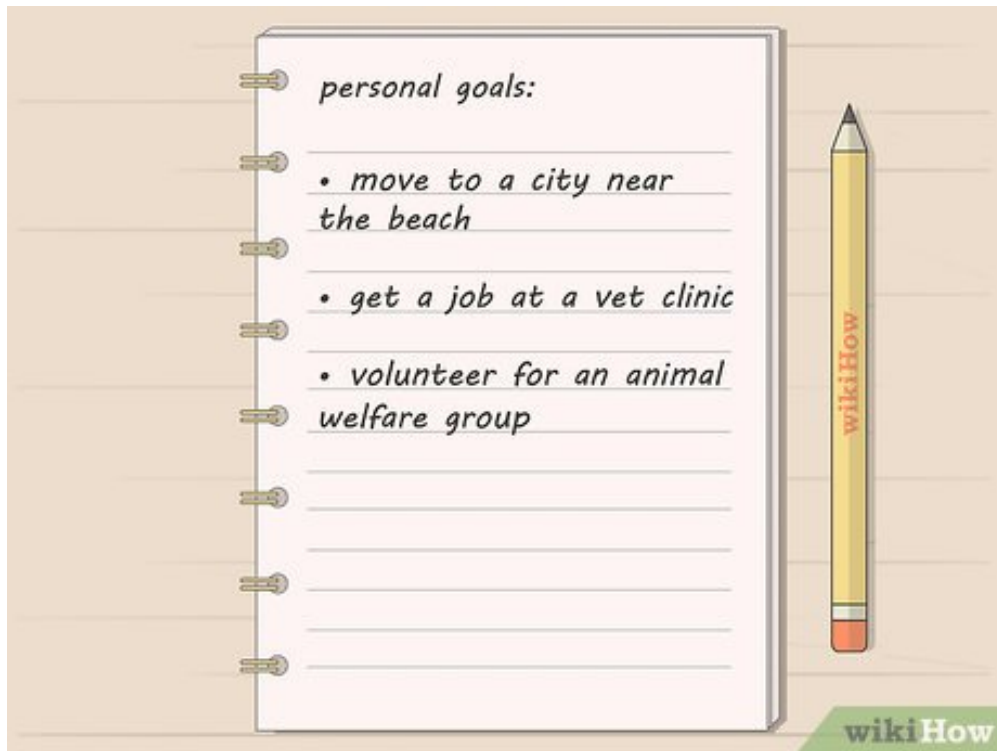 personal goals:
• move to a city near
the beach
• get a job at a vet clinic
• volunteer for an animal
welfare group
wikiHow
wikiHow